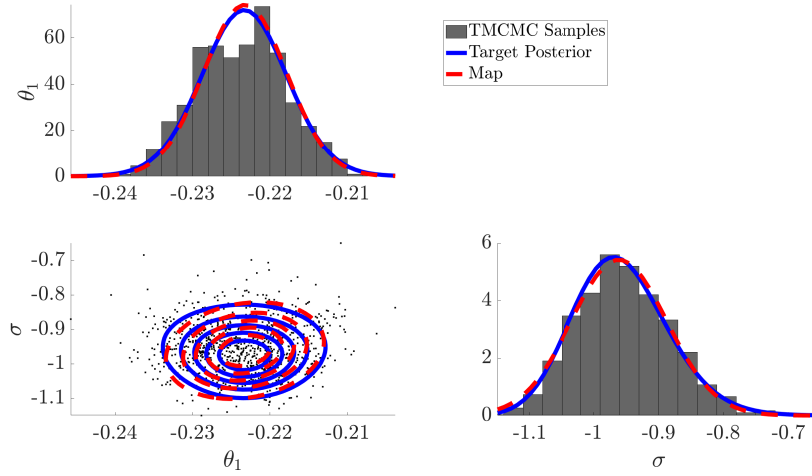 60
40
20
0
θ₁
-0.24 -0.23 -0.22 -0.21
TMCMC Samples
Target Posterior
Map
-0.7
-0.8
-0.9
-1
-1.1
σ
-0.24 -0.23 -0.22 -0.21
θ₁
6
4
2
0
-1.1 -1 -0.9 -0.8 -0.7
σ